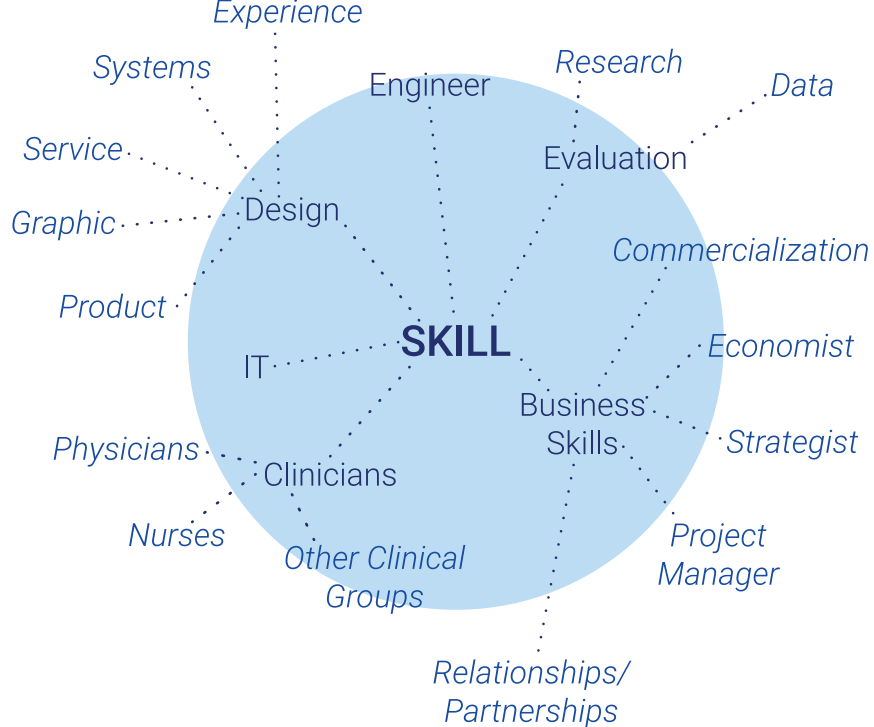 Experience
Systems
Research
Engineer
Data
Service
Evaluation
Design
Graphic
Commercialization
Product
SKILL
Economist
IT
Business
Skills
Strategist
Physicians
Clinicians
Nurses
Project
Manager
Other Clinical
Groups
Relationships/
Partnerships